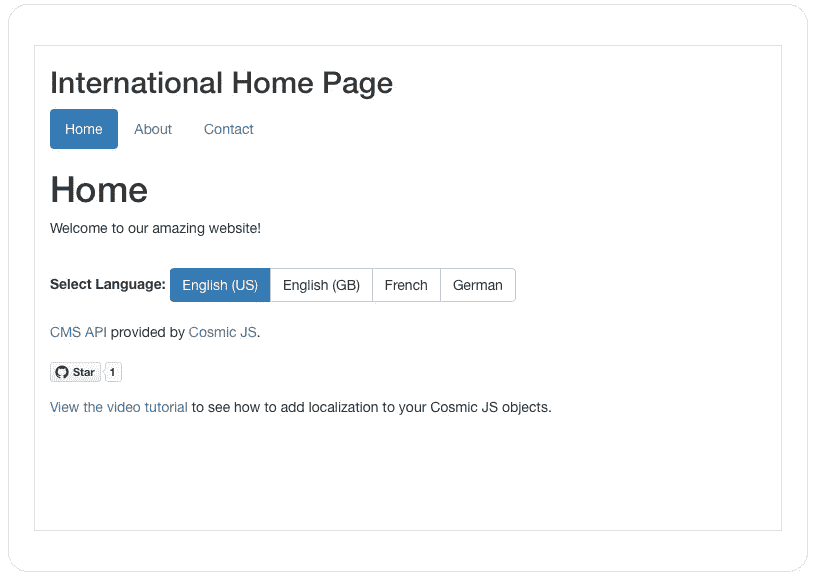 International Home Page
Home About Contact
Home
Welcome to our amazing website!
Select Language: English (US) English (GB) French German
CMS API provided by Cosmic JS.
Star 1
View the video tutorial to see how to add localization to your Cosmic JS objects.